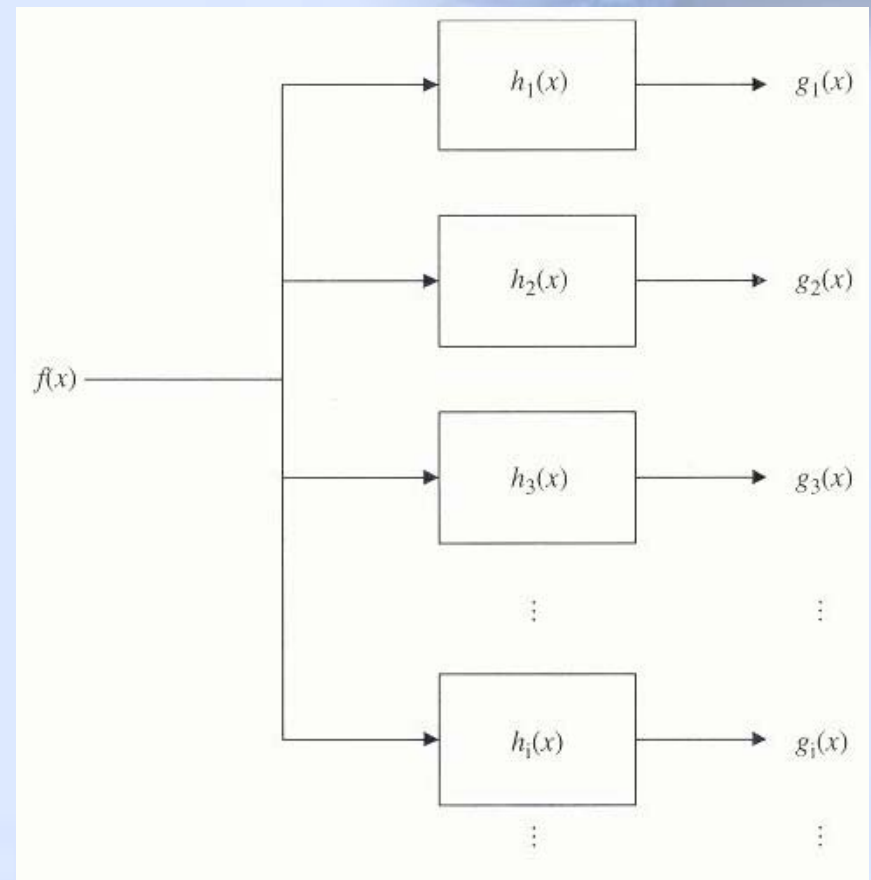 h₁(x) g₁(x)
h₂(x) g₂(x)
f(x)
h₃(x) g₃(x)
⋮ ⋮
hᵢ(x) gᵢ(x)
⋮ ⋮